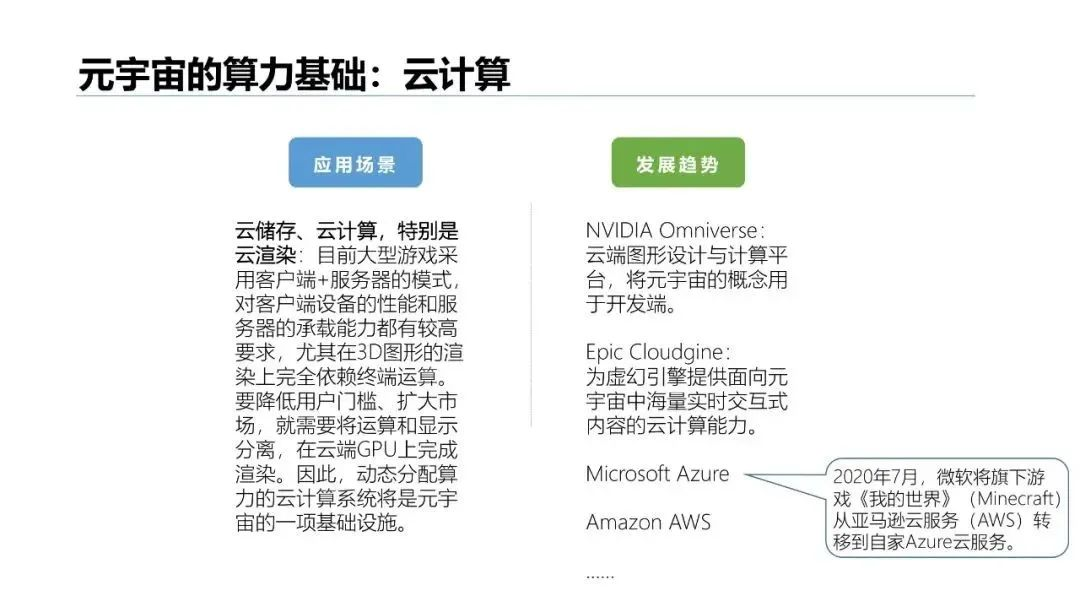 元宇宙的算力基础：云计算
应用场景
云储存、云计算，特别是
云渲染：目前大型游戏采
用客户端+服务器的模式，
对客户端设备的性能和服
务器的承载能力都有较高
要求，尤其在3D图形的渲
染上完全依赖终端运算。
要降低用户门槛、扩大市
场，就需要将运算和显示
分离，在云端GPU上完成
渲染。因此，动态分配算
力的云计算系统将是元宇
宙的一项基础设施。
发展趋势
NVIDIA Omniverse：
云端图形设计与计算平
台，将元宇宙的概念用
于开发端。
Epic Cloudgine：
为虚幻引擎提供面向元
宇宙中海量实时交互式
内容的云计算能力。
Microsoft Azure
Amazon AWS
......
2020年7月，微软将旗下游
戏《我的世界》（Minecraft）
从亚马逊云服务（AWS）转
移到自家Azure云服务。